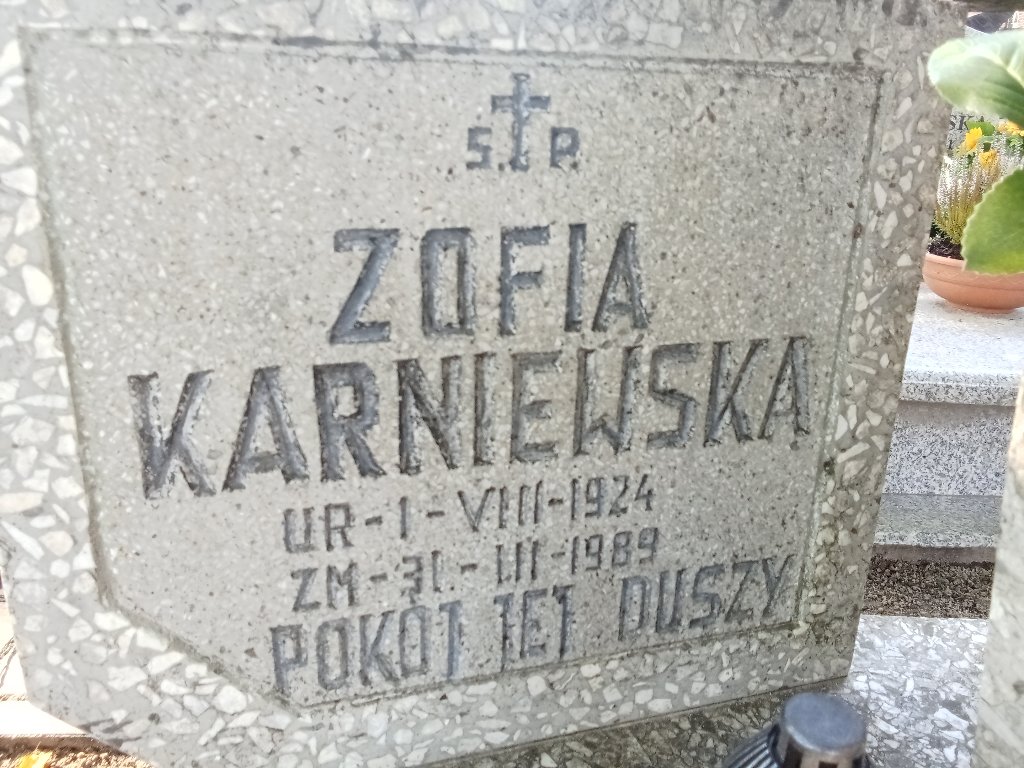 S. P.
ZOFIA
KARNIEWSKA
UR-1-VIII-1924
ZM-31-III-1989
POKÓJ JEJ DUSZY